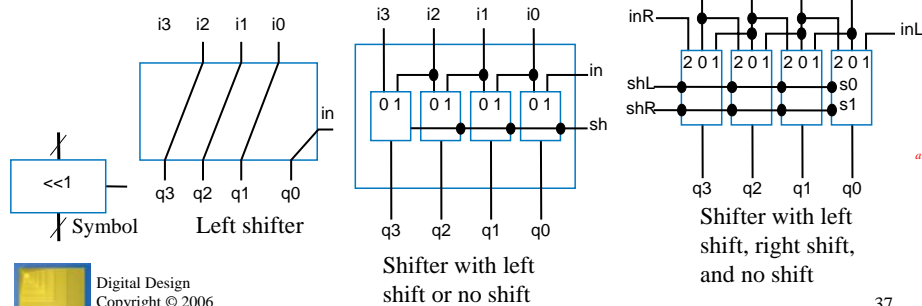 <<1
Symbol
i3 i2 i1 i0
in
q3 q2 q1 q0
Left shifter
i3 i2 i1 i0
in
0 1 0 1 0 1 0 1
sh
q3 q2 q1 q0
Shifter with left
shift or no shift
inR
inL
2 0 1 2 0 1 2 0 1 2 0 1
shL
s0
shR
s1
q3 q2 q1 q0
Shifter with left
shift, right shift,
and no shift
a
Digital Design
Copyright © 2006
37